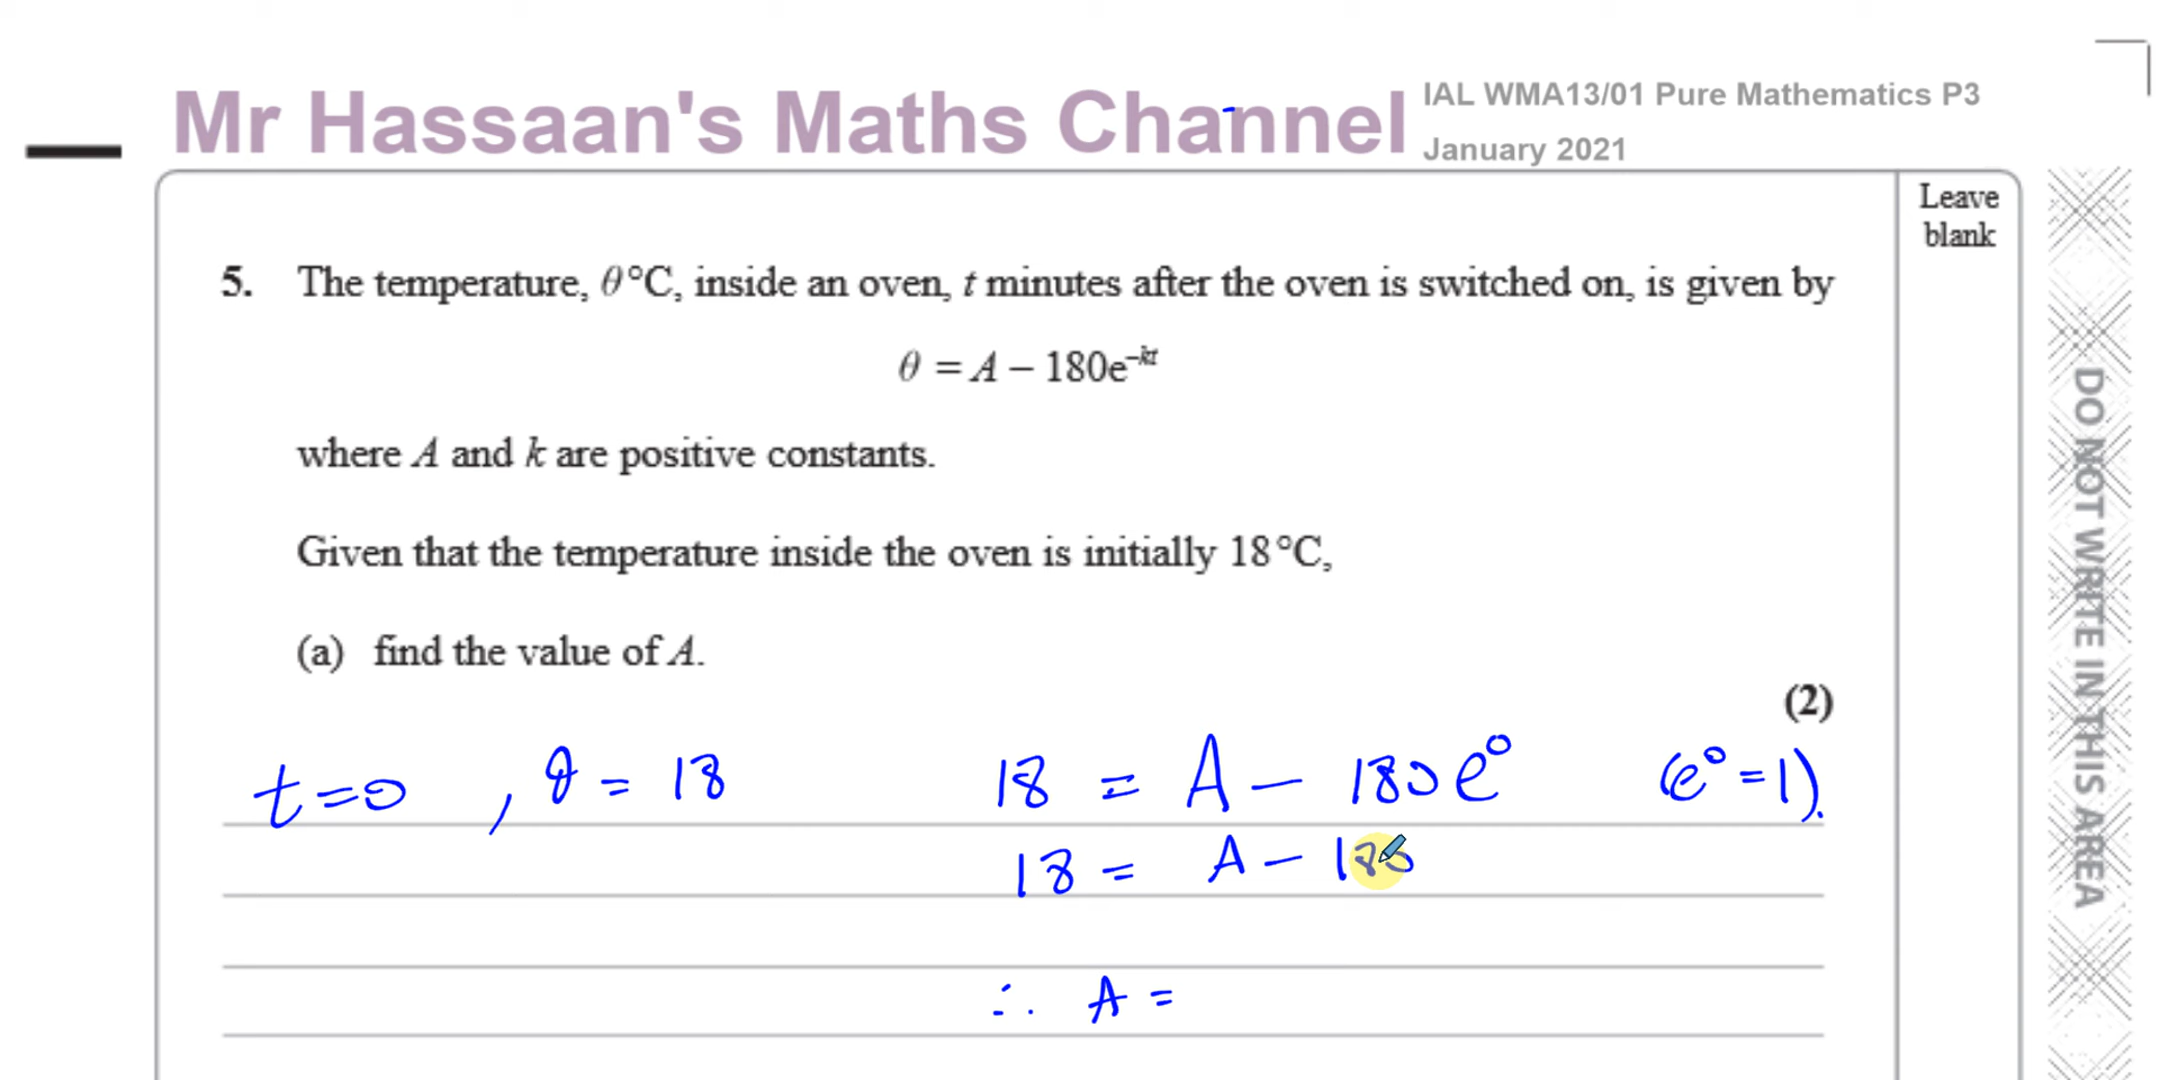 Mr Hassaan's Maths Channel
IAL WMA13/01 Pure Mathematics P3
January 2021
Leave
blank
5. The temperature, θ°C, inside an oven, t minutes after the oven is switched on, is given by
θ = A – 180e^–kt
where A and k are positive constants.
Given that the temperature inside the oven is initially 18°C,
(a) find the value of A.
(2)
t=0 , θ = 18 18 = A – 180e⁰ (e⁰=1).
18 = A – 180
∴ A =
DO NOT WRITE IN THIS AREA